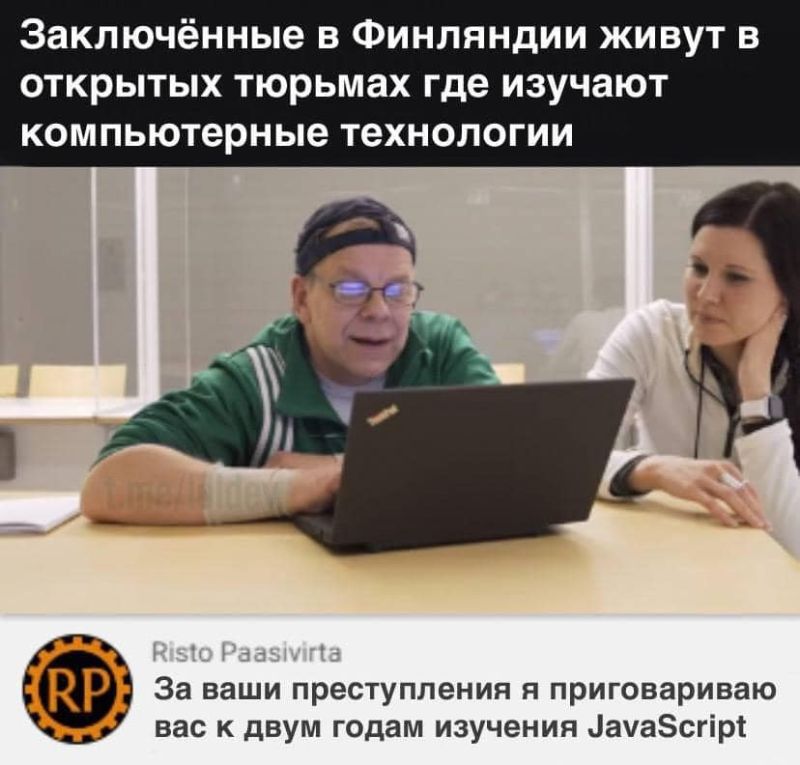 Заключённые в Финляндии живут в
открытых тюрьмах где изучают
компьютерные технологии
ThinkPad
RP
Risto Paasivirta
За ваши преступления я приговариваю
вас к двум годам изучения JavaScript